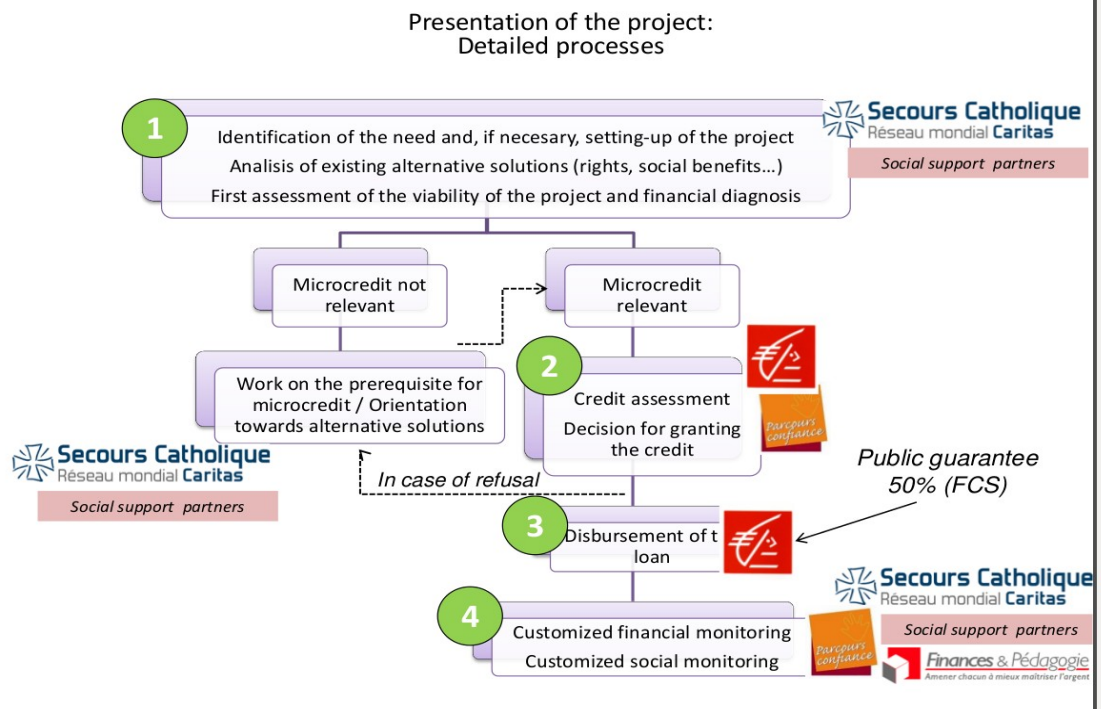 Presentation of the project:
Detailed processes
1
Identification of the need and, if necesary, setting-up of the project
Analisis of existing alternative solutions (rights, social benefits...)
First assessment of the viability of the project and financial diagnosis
Secours Catholique
Réseau mondial Caritas
Social support partners
Microcredit not
relevant
Microcredit
relevant
Work on the prerequisite for
microcredit / Orientation
towards alternative solutions
2
Credit assessment
Decision for granting
the credit
Parcours
confiance
Secours Catholique
Réseau mondial Caritas
Social support partners
In case of refusal
Public guarantee
50% (FCS)
3
Disbursement of t
loan
4
Customized financial monitoring
Customized social monitoring
Parcours
confiance
Secours Catholique
Réseau mondial Caritas
Social support partners
Finances & Pédagogie
Amener chacun à mieux maîtriser l'argent